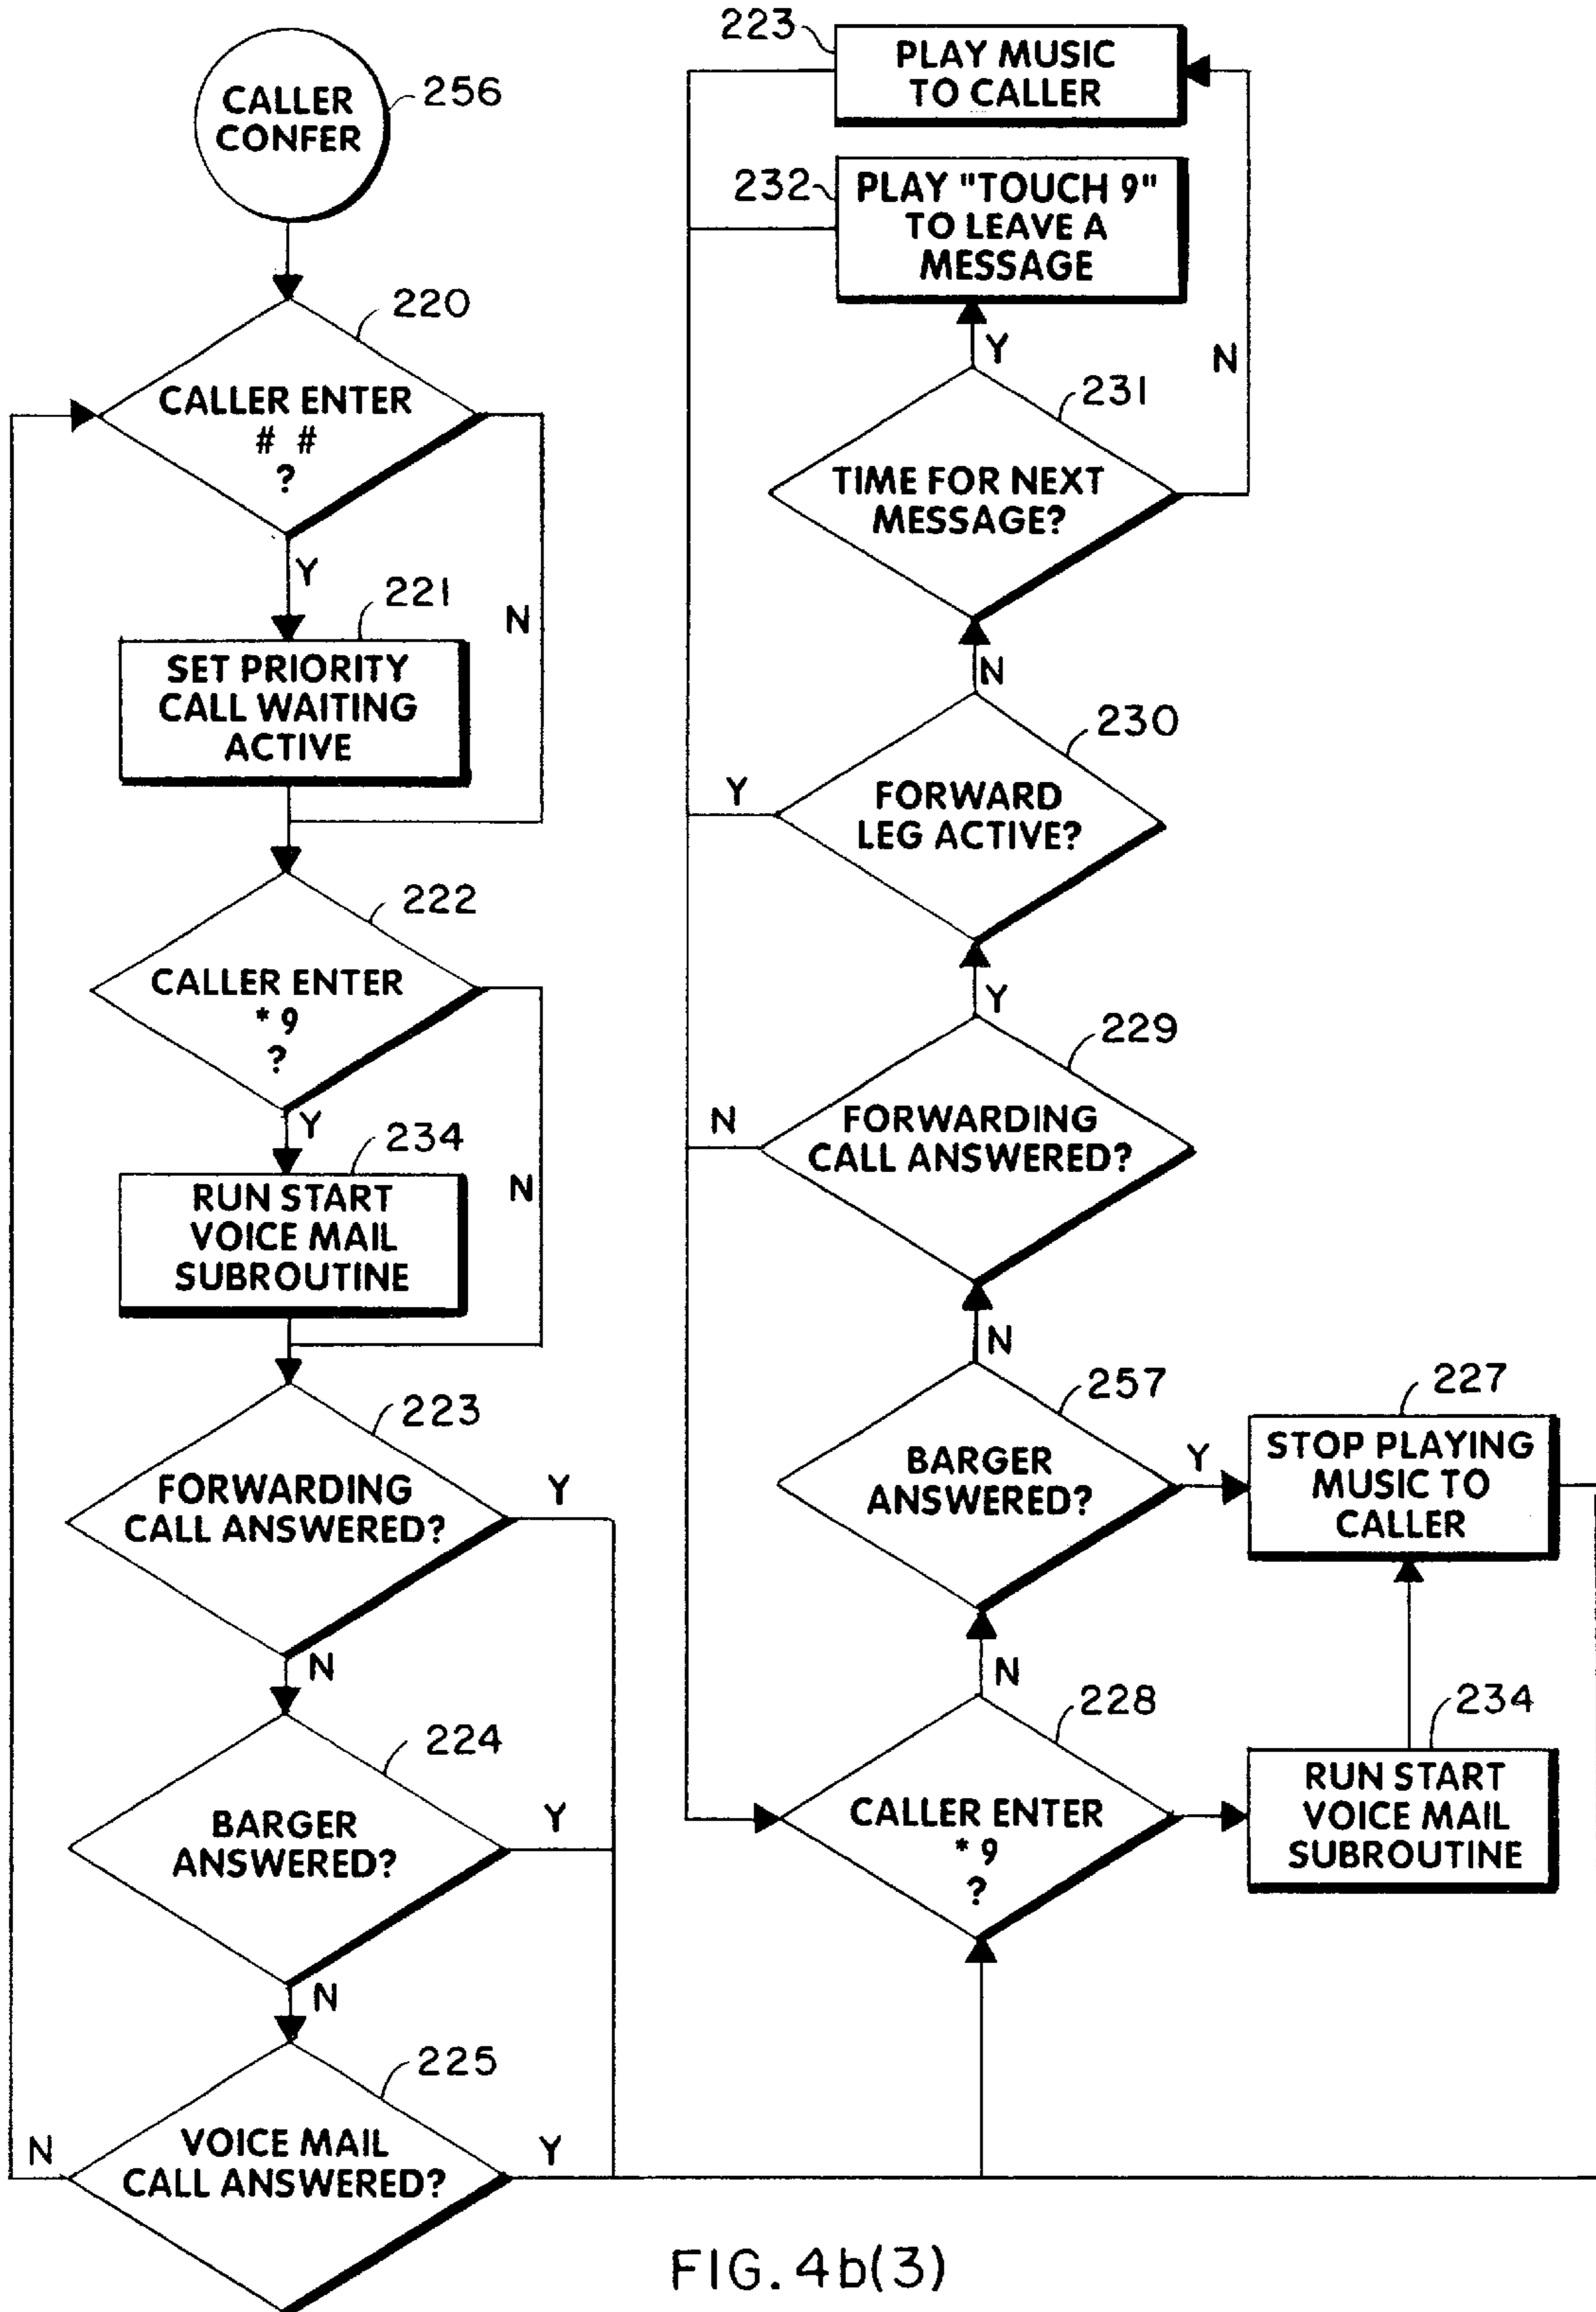 CALLER
CONFER
256
220
CALLER ENTER
# #
?
Y
N
221
SET PRIORITY
CALL WAITING
ACTIVE
222
CALLER ENTER
* 9
?
Y
N
234
RUN START
VOICE MAIL
SUBROUTINE
223
FORWARDING
CALL ANSWERED?
Y
N
224
BARGER
ANSWERED?
Y
N
225
VOICE MAIL
CALL ANSWERED?
N
Y
223
PLAY MUSIC
TO CALLER
232
PLAY "TOUCH 9"
TO LEAVE A
MESSAGE
Y
N
231
TIME FOR NEXT
MESSAGE?
N
230
FORWARD
LEG ACTIVE?
Y
Y
229
FORWARDING
CALL ANSWERED?
N
N
257
BARGER
ANSWERED?
Y
227
STOP PLAYING
MUSIC TO
CALLER
N
228
CALLER ENTER
* 9
?
234
RUN START
VOICE MAIL
SUBROUTINE
FIG. 4b(3)